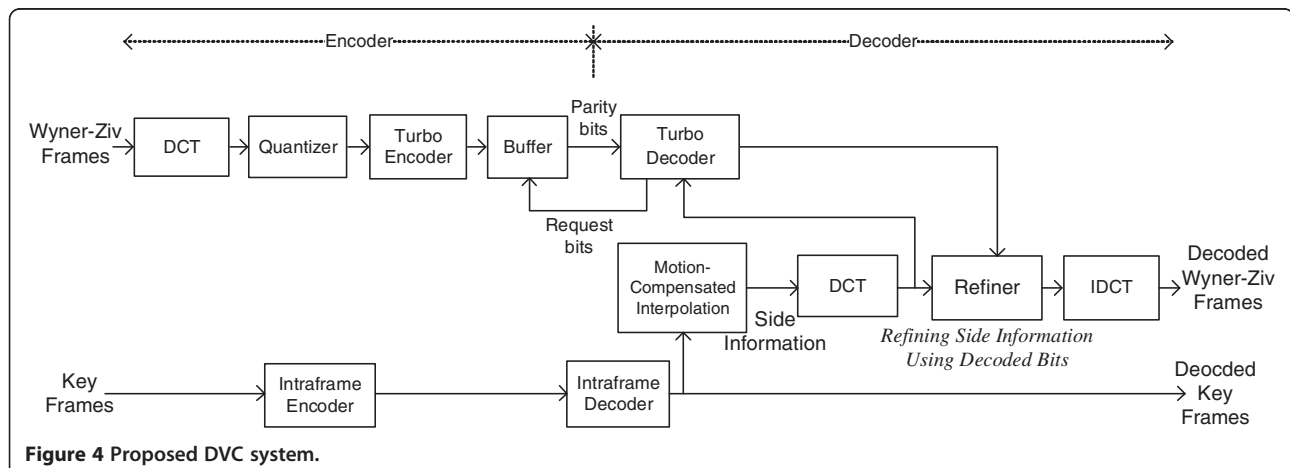 Encoder
Decoder
Wyner-Ziv
Frames
DCT
Quantizer
Turbo
Encoder
Buffer
Parity
bits
Turbo
Decoder
Request
bits
Motion-
Compensated
Interpolation
Side
Information
DCT
Refiner
IDCT
Decoded
Wyner-Ziv
Frames
Refining Side Information
Using Decoded Bits
Key
Frames
Intraframe
Encoder
Intraframe
Decoder
Deocded
Key
Frames
Figure 4 Proposed DVC system.